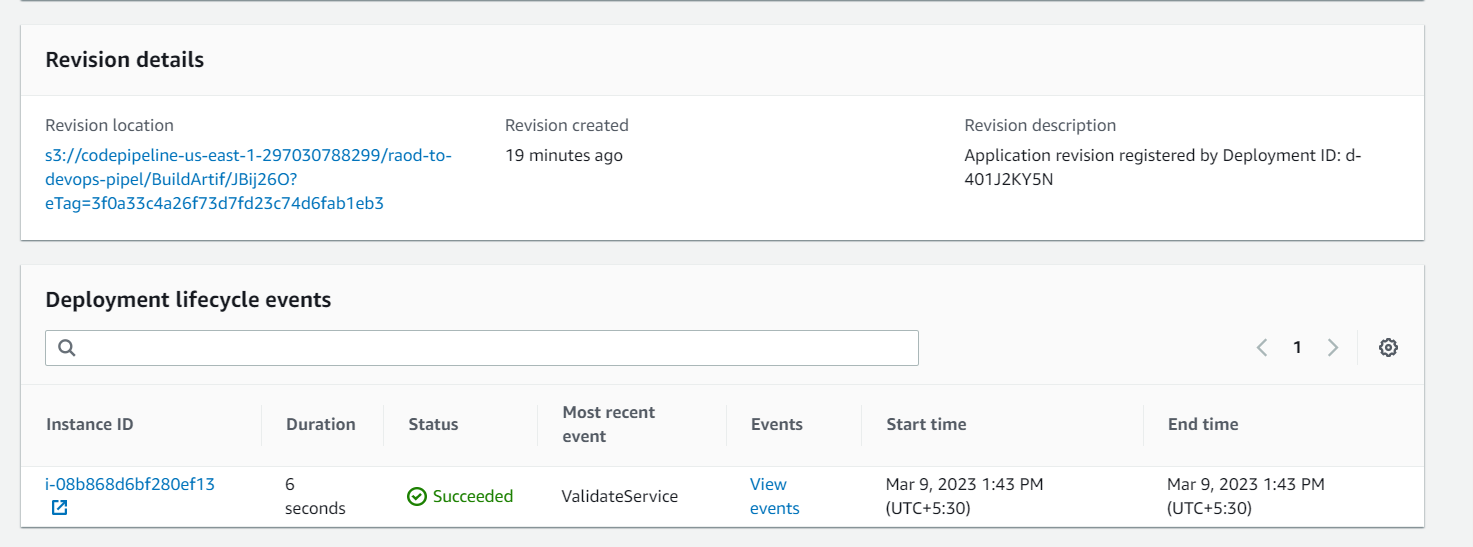 Revision details
Revision location
s3://codepipeline-us-east-1-297030788299/raod-to-
devops-pipel/BuildArtif/JBij26O?
eTag=3f0a33c4a26f73d7fd23c74d6fab1eb3
Revision created
19 minutes ago
Revision description
Application revision registered by Deployment ID: d-
401J2KY5N
Deployment lifecycle events
1
Instance ID
Duration
Status
Most recent
event
Events
Start time
End time
i-08b868d6bf280ef13
6
seconds
Succeeded
ValidateService
View
events
Mar 9, 2023 1:43 PM
(UTC+5:30)
Mar 9, 2023 1:43 PM
(UTC+5:30)